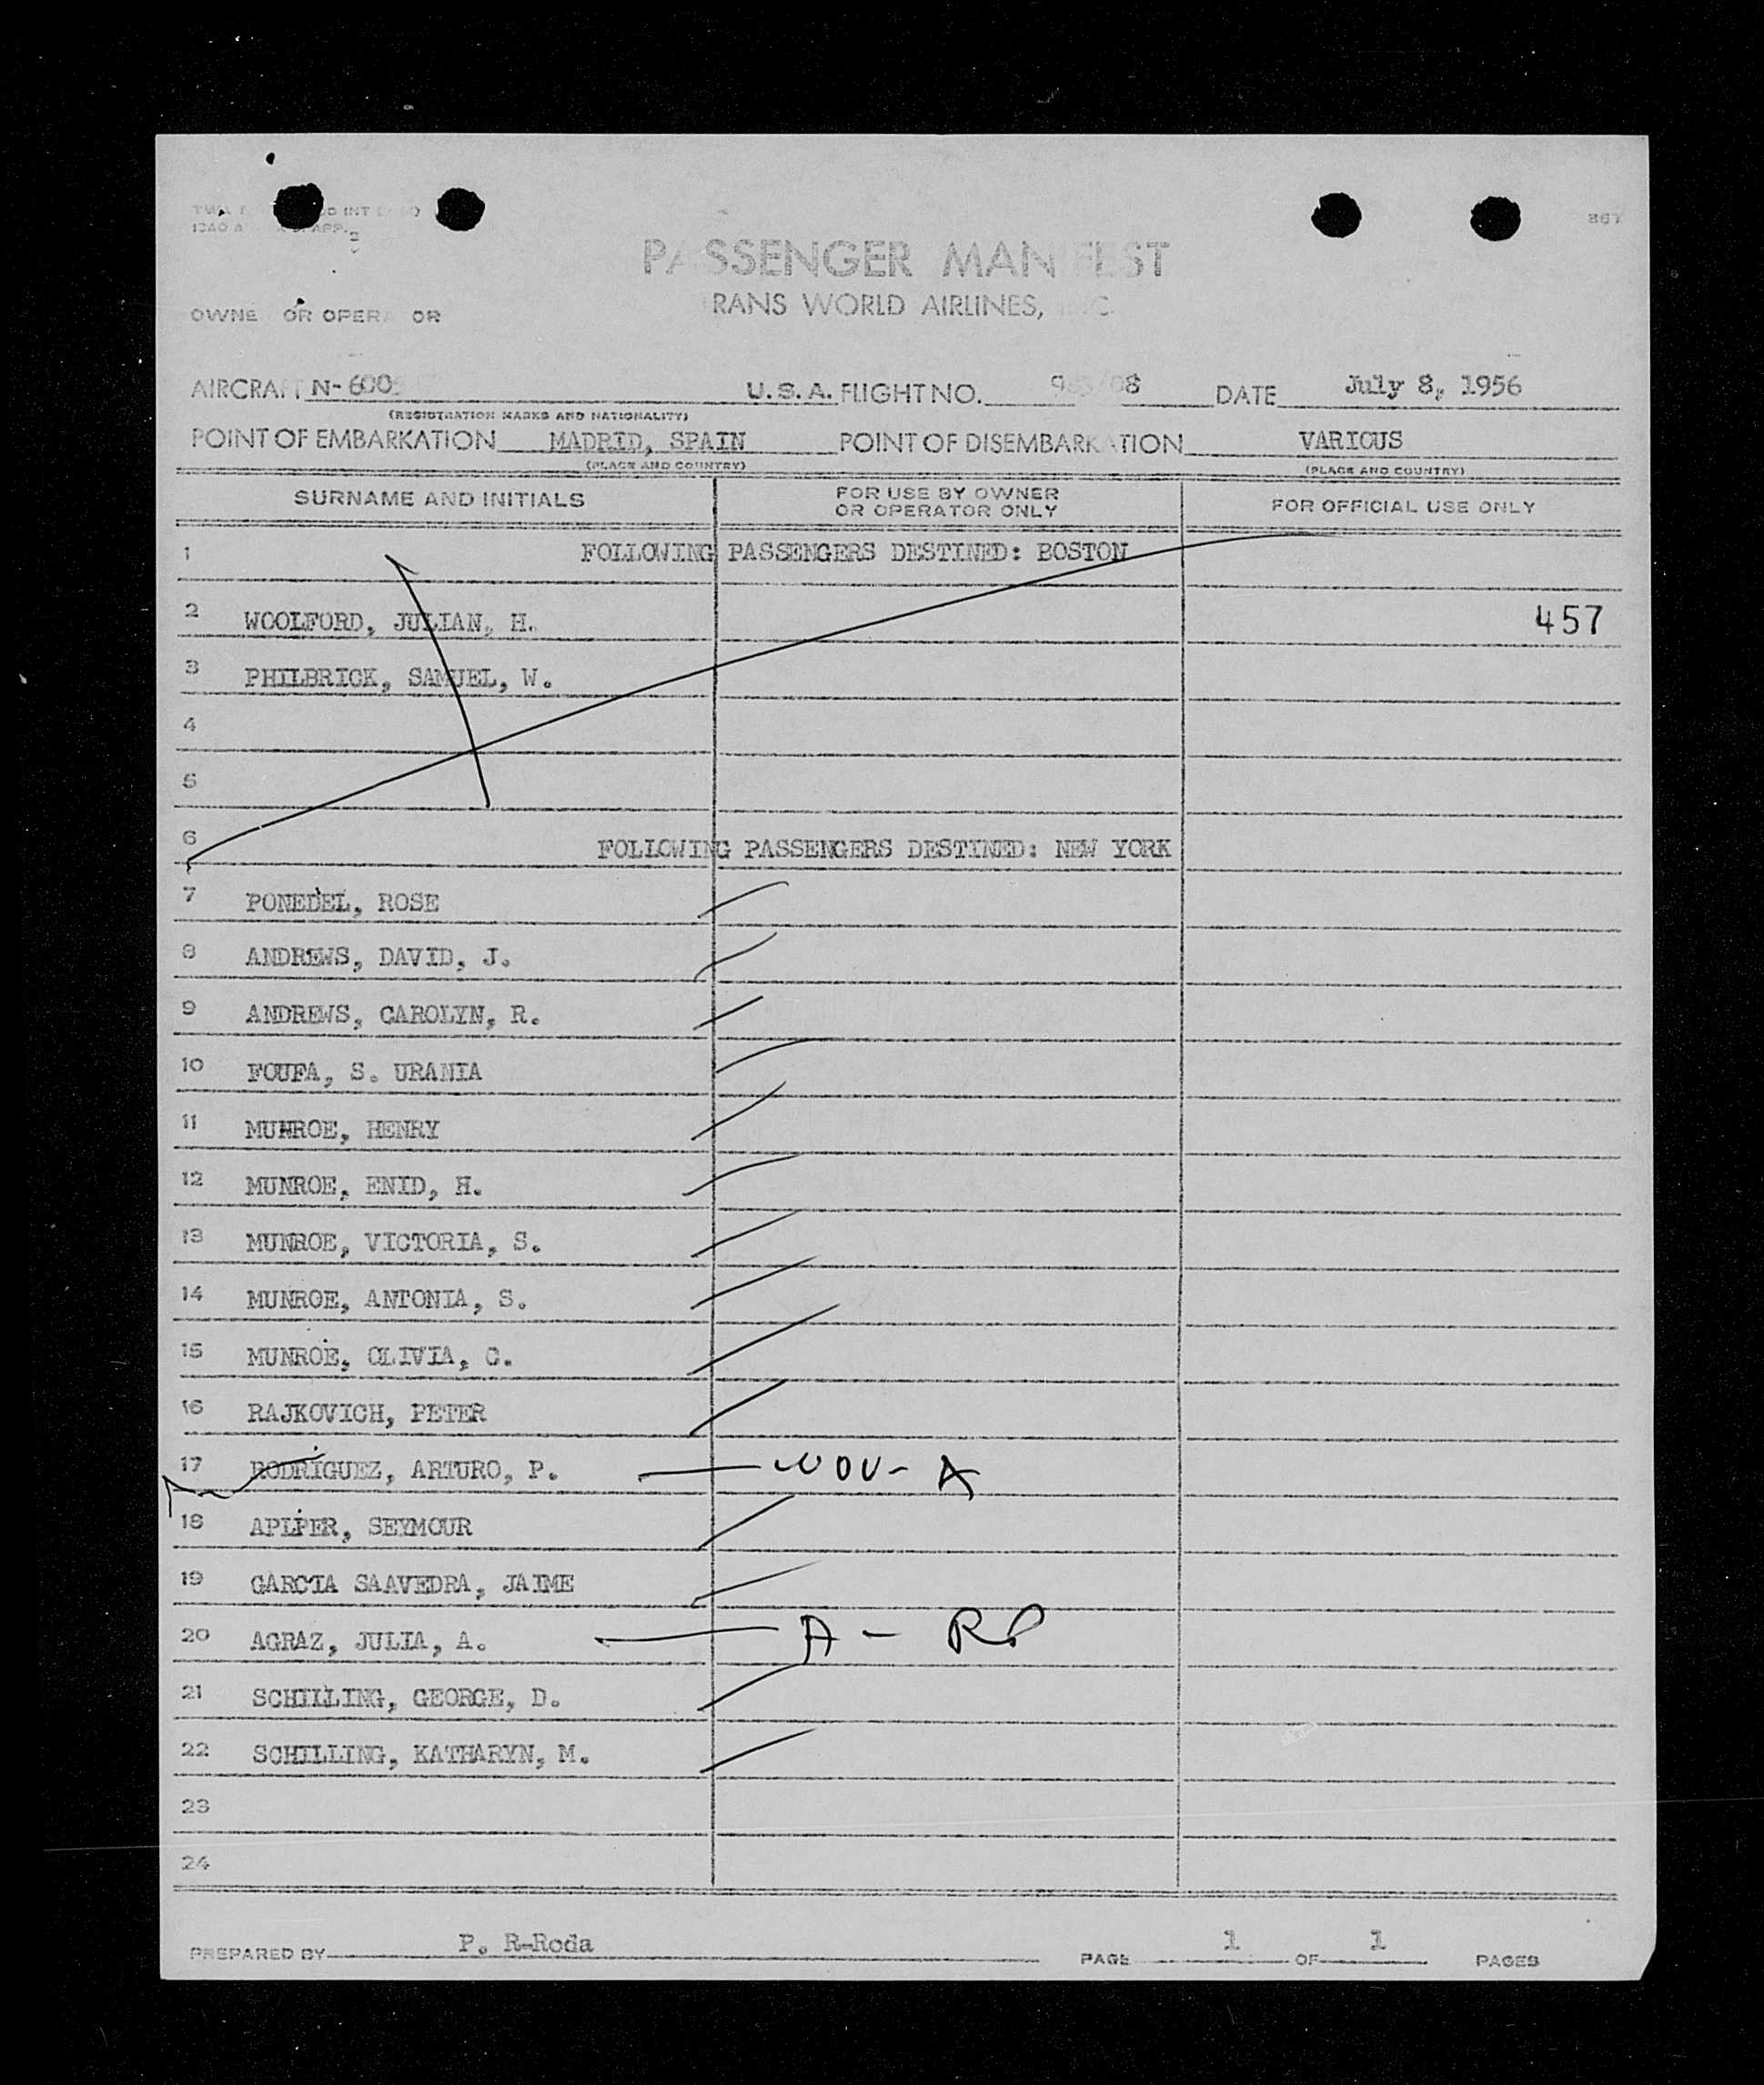 867
PASSENGER MANIFEST
TRANS WORLD AIRLINES, INC.
OWNER OR OPERATOR
AIRCRAFT N-6005 U.S.A. FLIGHT NO. DATE July 8, 1956
(REGISTRATION MARKS AND NATIONALITY)
POINT OF EMBARKATION MADRID, SPAIN POINT OF DISEMBARKATION VARIOUS
(PLACE AND COUNTRY) (PLACE AND COUNTRY)
SURNAME AND INITIALS FOR USE BY OWNER OR OPERATOR ONLY FOR OFFICIAL USE ONLY
1 FOLLOWING PASSENGERS DESTINED: BOSTON
2 WOOLFORD, JULIAN, H. 457
3 PHILBRICK, SAMUEL, W.
4
5
6 FOLLOWING PASSENGERS DESTINED: NEW YORK
7 PONEDEL, ROSE
8 ANDREWS, DAVID, J.
9 ANDREWS, CAROLYN, R.
10 FOUFA, S. URANIA
11 MUNROE, HENRY
12 MUNROE, ENID, H.
13 MUNROE, VICTORIA, S.
14 MUNROE, ANTONIA, S.
15 MUNROE, OLIVIA, C.
16 RAJKOVICH, PETER
17 RODRIGUEZ, ARTURO, P. - A
18 APLPER, SEYMOUR
19 GARCIA SAAVEDRA, JAIME
20 AGRAZ, JULIA, A. A - RP
21 SCHILLING, GEORGE, D.
22 SCHILLING, KATHARYN, M.
23
24
PREPARED BY P. R-Roda PAGE 1 OF 1 PAGES